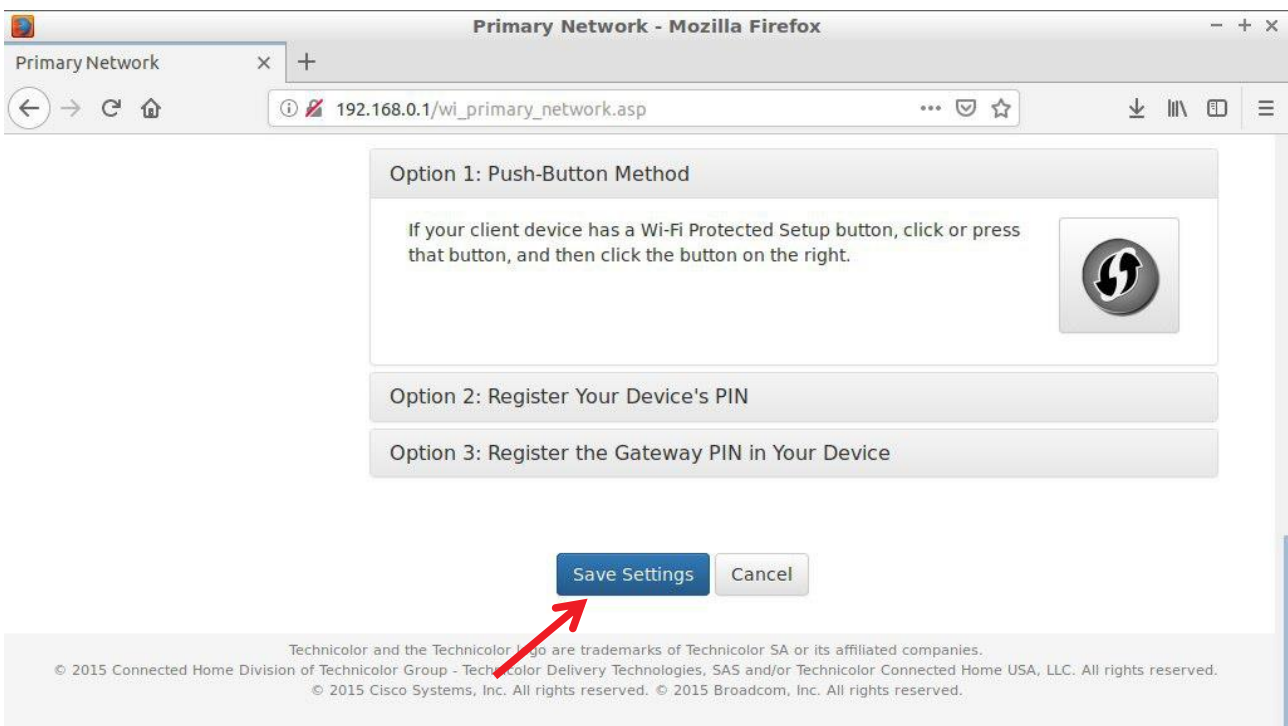 Primary Network - Mozilla Firefox
Primary Network
192.168.0.1/wi_primary_network.asp
Option 1: Push-Button Method
If your client device has a Wi-Fi Protected Setup button, click or press
that button, and then click the button on the right.
Option 2: Register Your Device's PIN
Option 3: Register the Gateway PIN in Your Device
Save Settings Cancel
Technicolor and the Technicolor logo are trademarks of Technicolor SA or its affiliated companies.
© 2015 Connected Home Division of Technicolor Group - Technicolor Delivery Technologies, SAS and/or Technicolor Connected Home USA, LLC. All rights reserved.
© 2015 Cisco Systems, Inc. All rights reserved. © 2015 Broadcom, Inc. All rights reserved.